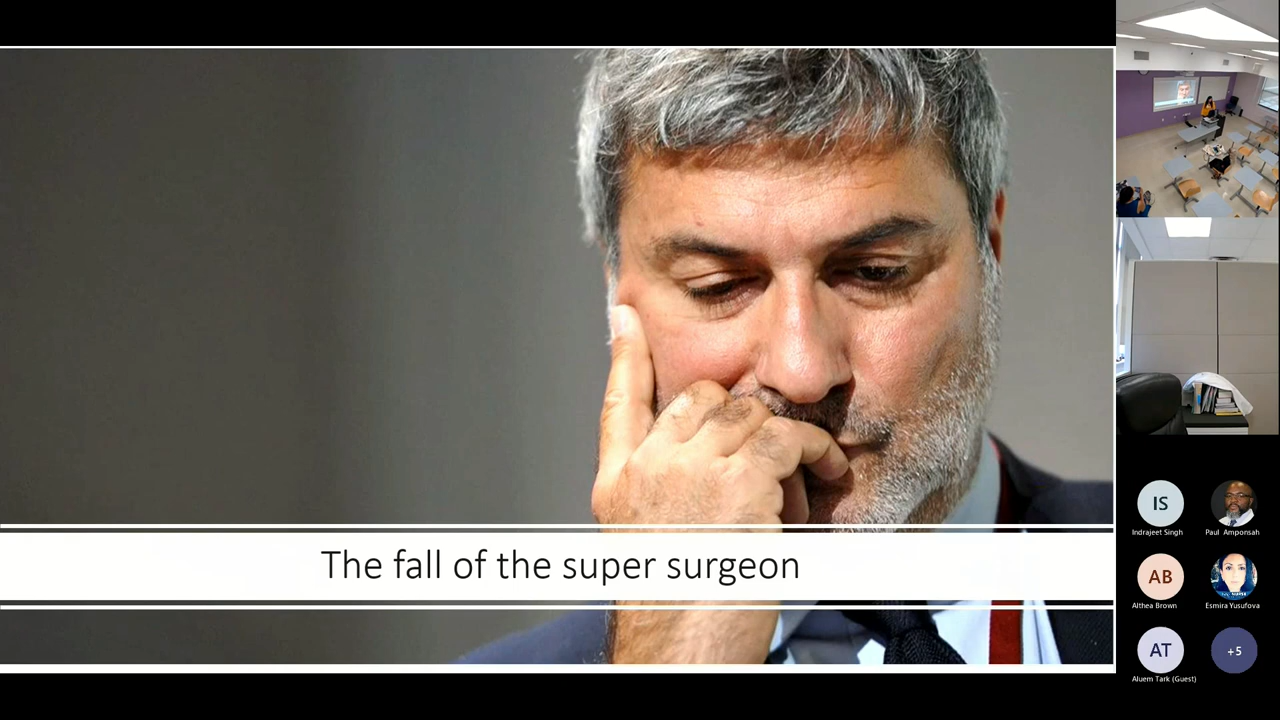 The fall of the super surgeon
IS
Indrajeet Singh
Paul Amponsah
AB
Althea Brown
Esmira Yusufova
AT
Aluem Tark (Guest)
+5